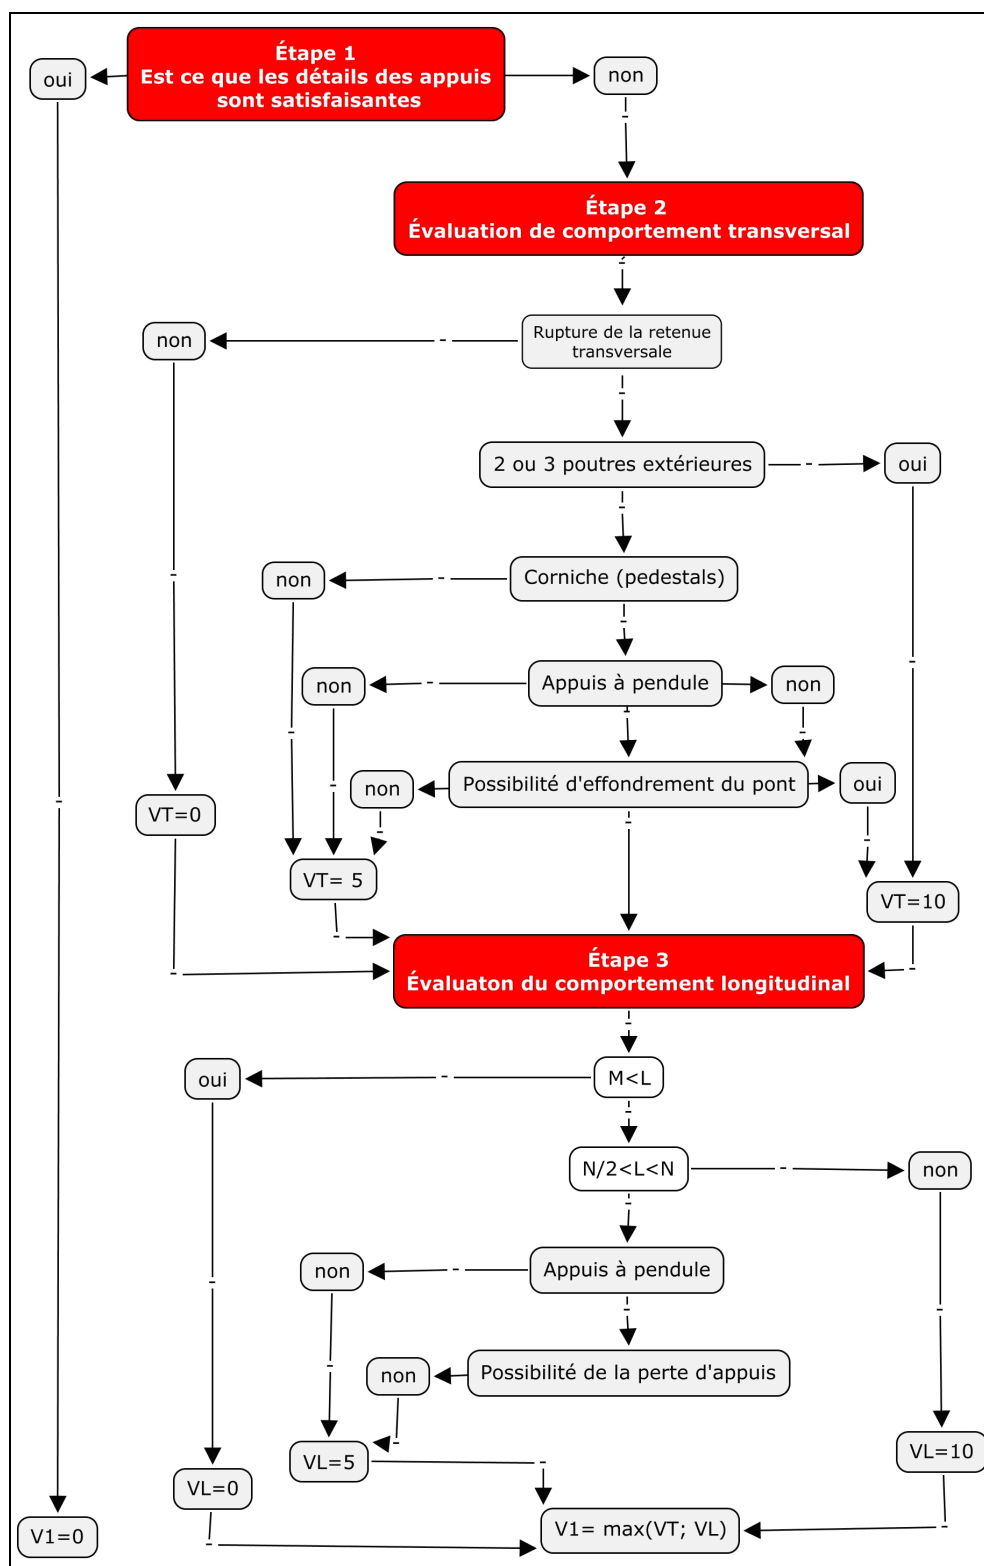 Étape 1
Est ce que les détails des appuis
sont satisfaisantes
oui
non
Étape 2
Évaluation de comportement transversal
Rupture de la retenue
transversale
non
2 ou 3 poutres extérieures
oui
Corniche (pedestals)
non
Appuis à pendule
non
non
Possibilité d'effondrement du pont
non
oui
VT=0
VT= 5
VT=10
Étape 3
Évaluaton du comportement longitudinal
M<L
oui
N/2<L<N
non
Appuis à pendule
non
Possibilité de la perte d'appuis
non
VL=5
VL=10
VL=0
V1= max(VT; VL)
V1=0